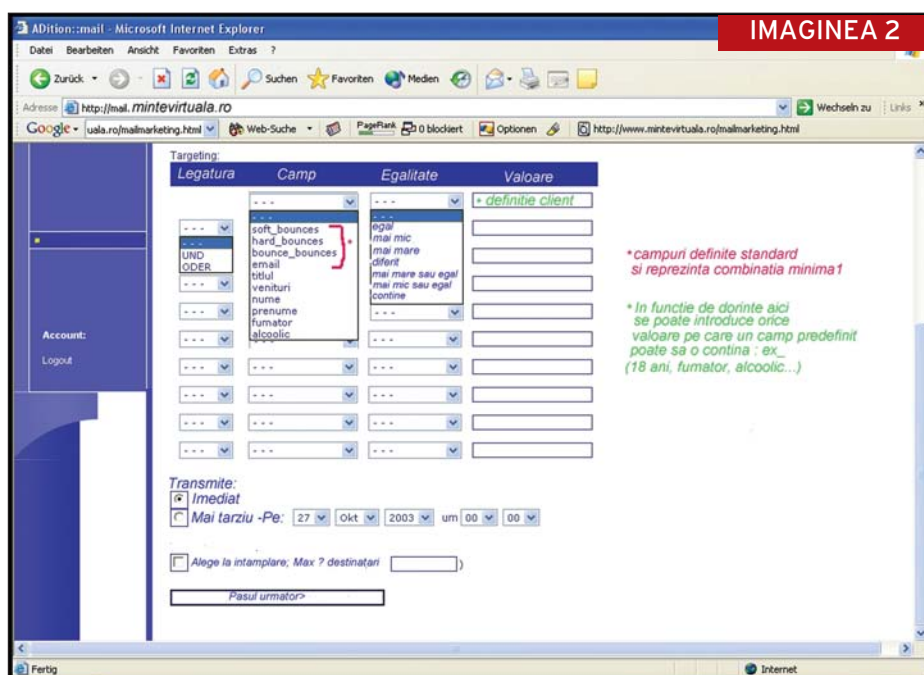 ADition::mail - Microsoft Internet Explorer
IMAGINEA 2
Datei Bearbeiten Ansicht Favoriten Extras ?
Zurück Suchen Favoriten Medien
Adresse http://mail.mintevirtuala.ro Wechseln zu Links »
Google uala.ro/mailmarketing.html Web-Suche PageRank 0 blockiert Optionen http://www.mintevirtuala.ro/mailmarketing.html
Targeting:
Legatura Camp Egalitate Valoare
- - - - - - * definitie client
- - - - - - - - -
- - - soft_bounces * egal
UND hard_bounces mai mic
ODER bounce_bounces mai mare
email diferit
- - - titlul mai mare sau egal
venituri mai mic sau egal
nume contine
- - - prenume - - -
fumator
- - - alcoolic - - -
- - -
- - - - - - - - -
- - - - - - - - -
- - - - - - - - -
- - - - - - - - -
*campuri definite standard
si reprezinta combinatia minima1
*In functie de dorinte aici
se poate introduce orice
valoare pe care un camp predefinit
poate sa o contina : ex_
(18 ani, fumator, alcoolic...)
Account:
Logout
Transmite:
Imediat
Mai tarziu -Pe: 27 Okt 2003 um 00 00
Alege la intamplare; Max ? destinatari )
Pasul urmator>
Fertig Internet